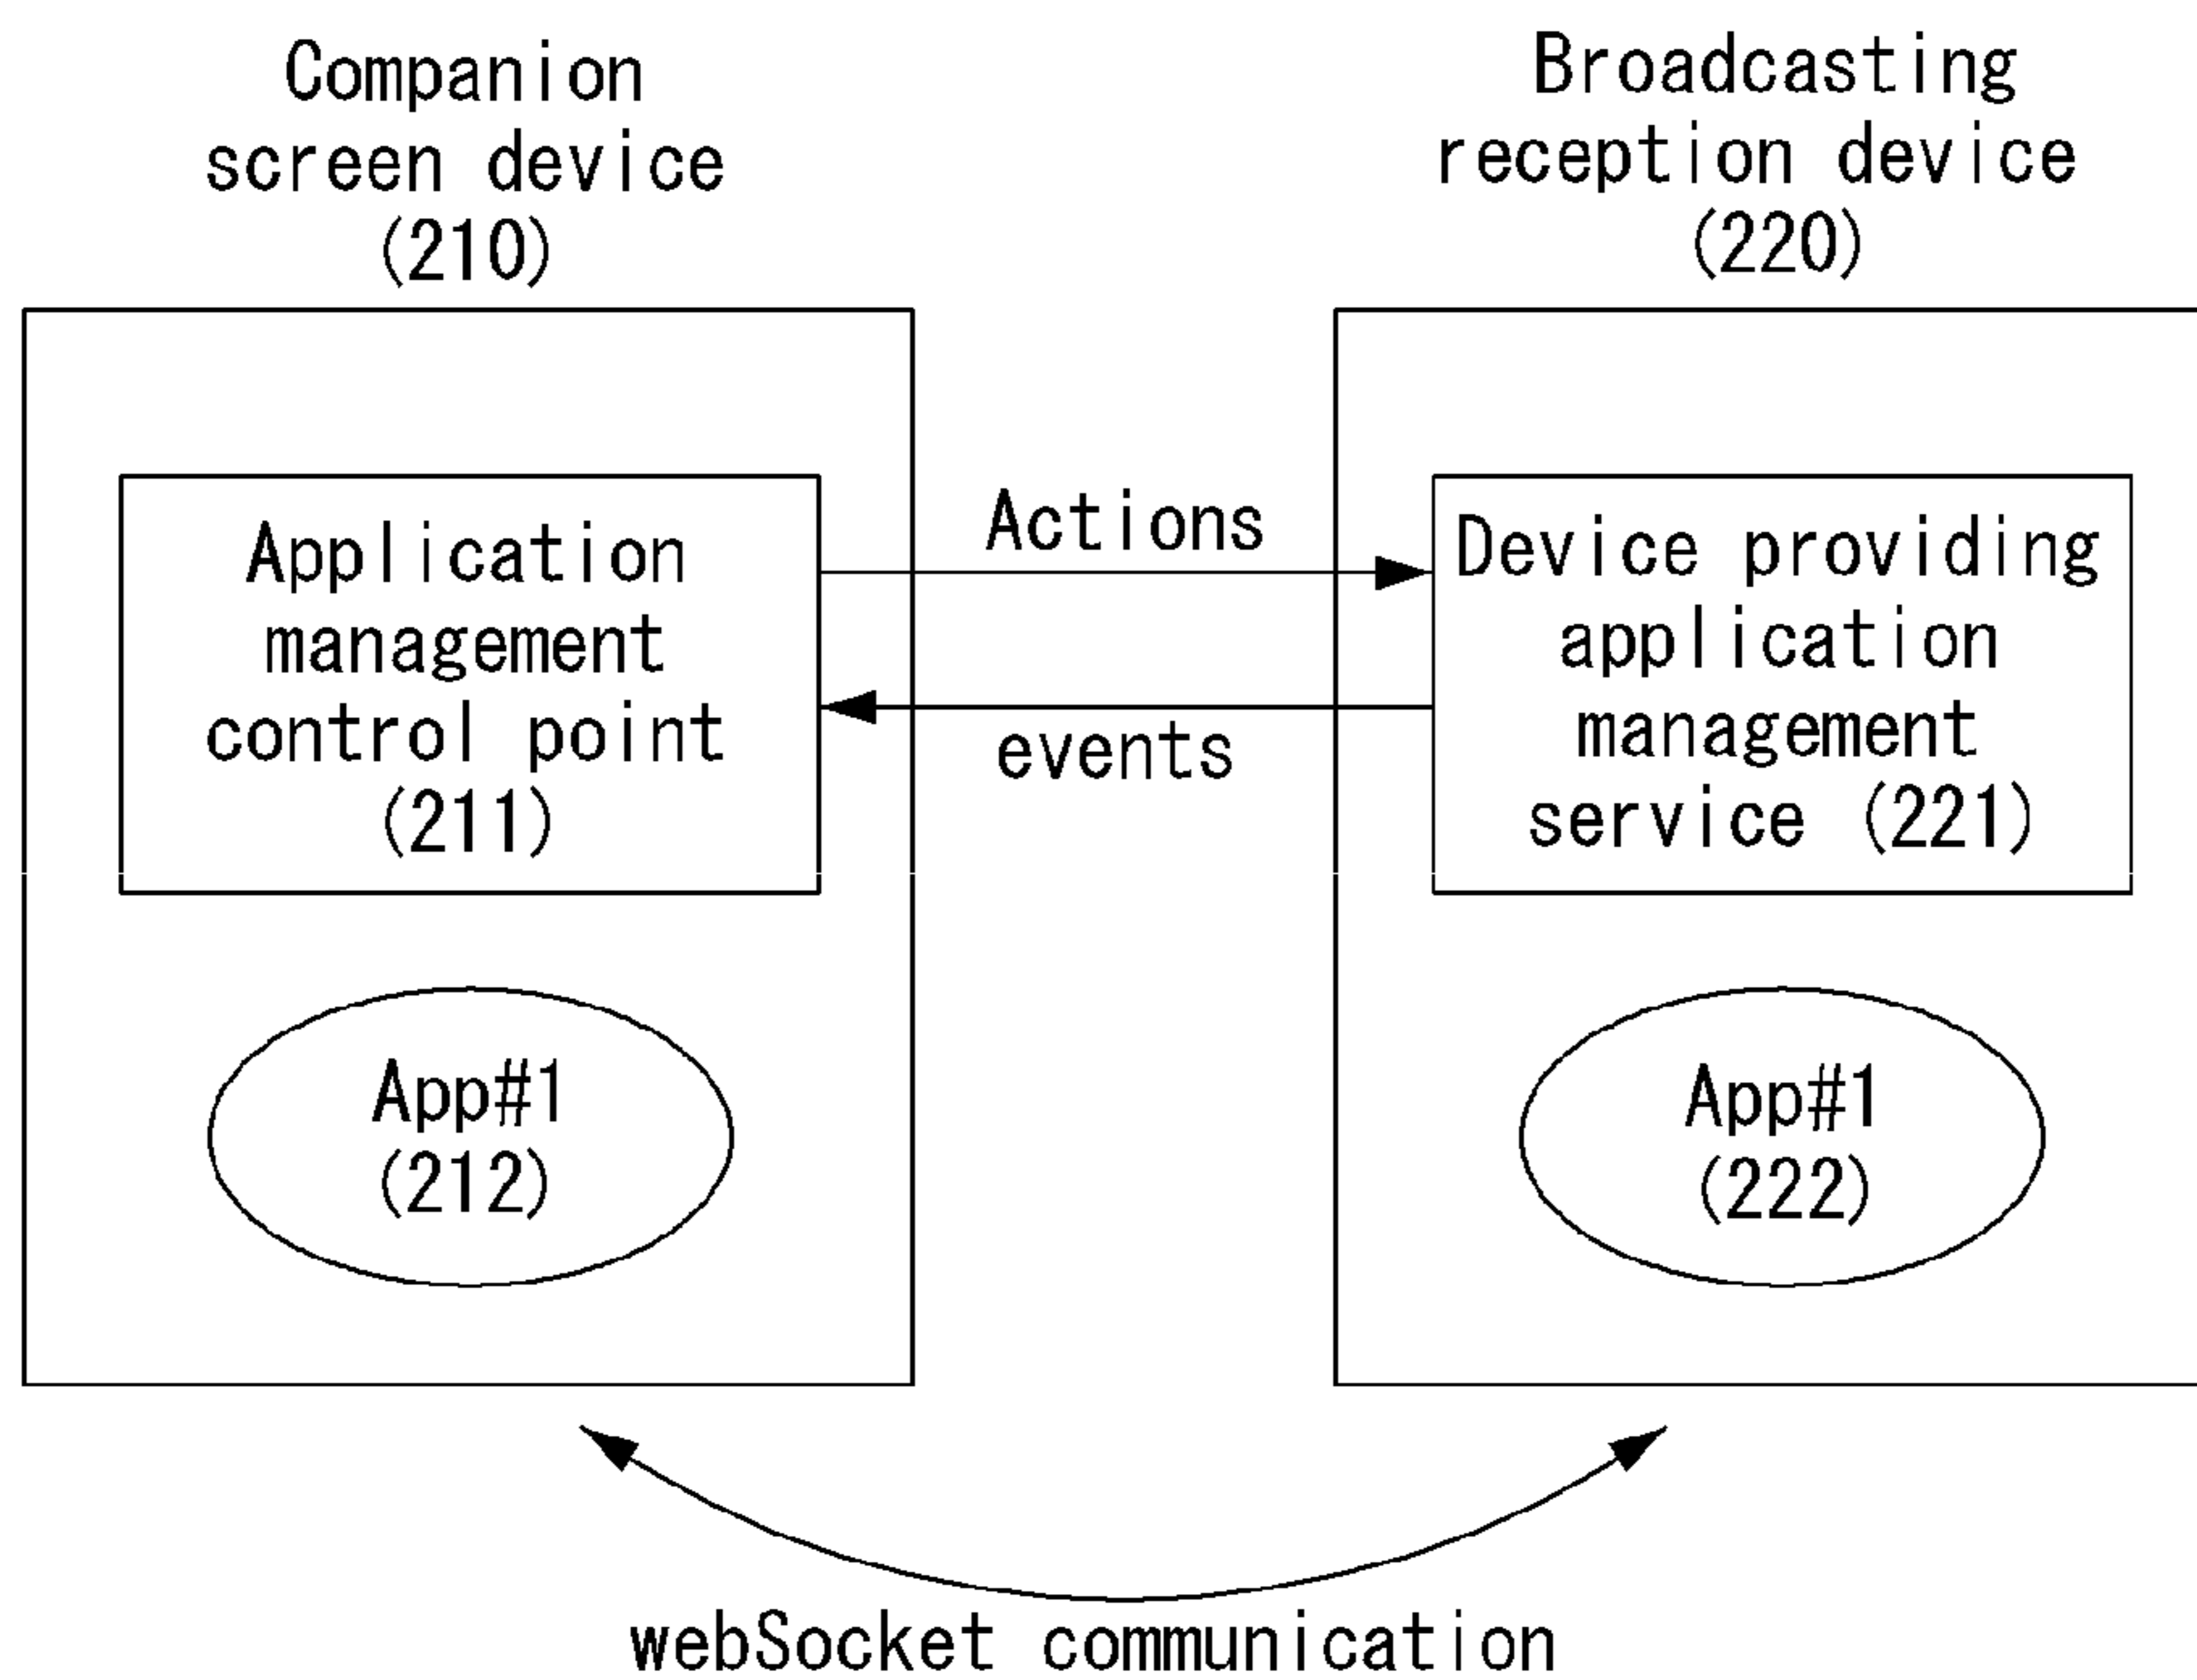 Companion
screen device
(210)
Broadcasting
reception device
(220)
Application
management
control point
(211)
Actions
events
Device providing
application
management
service (221)
App#1
(212)
App#1
(222)
webSocket communication